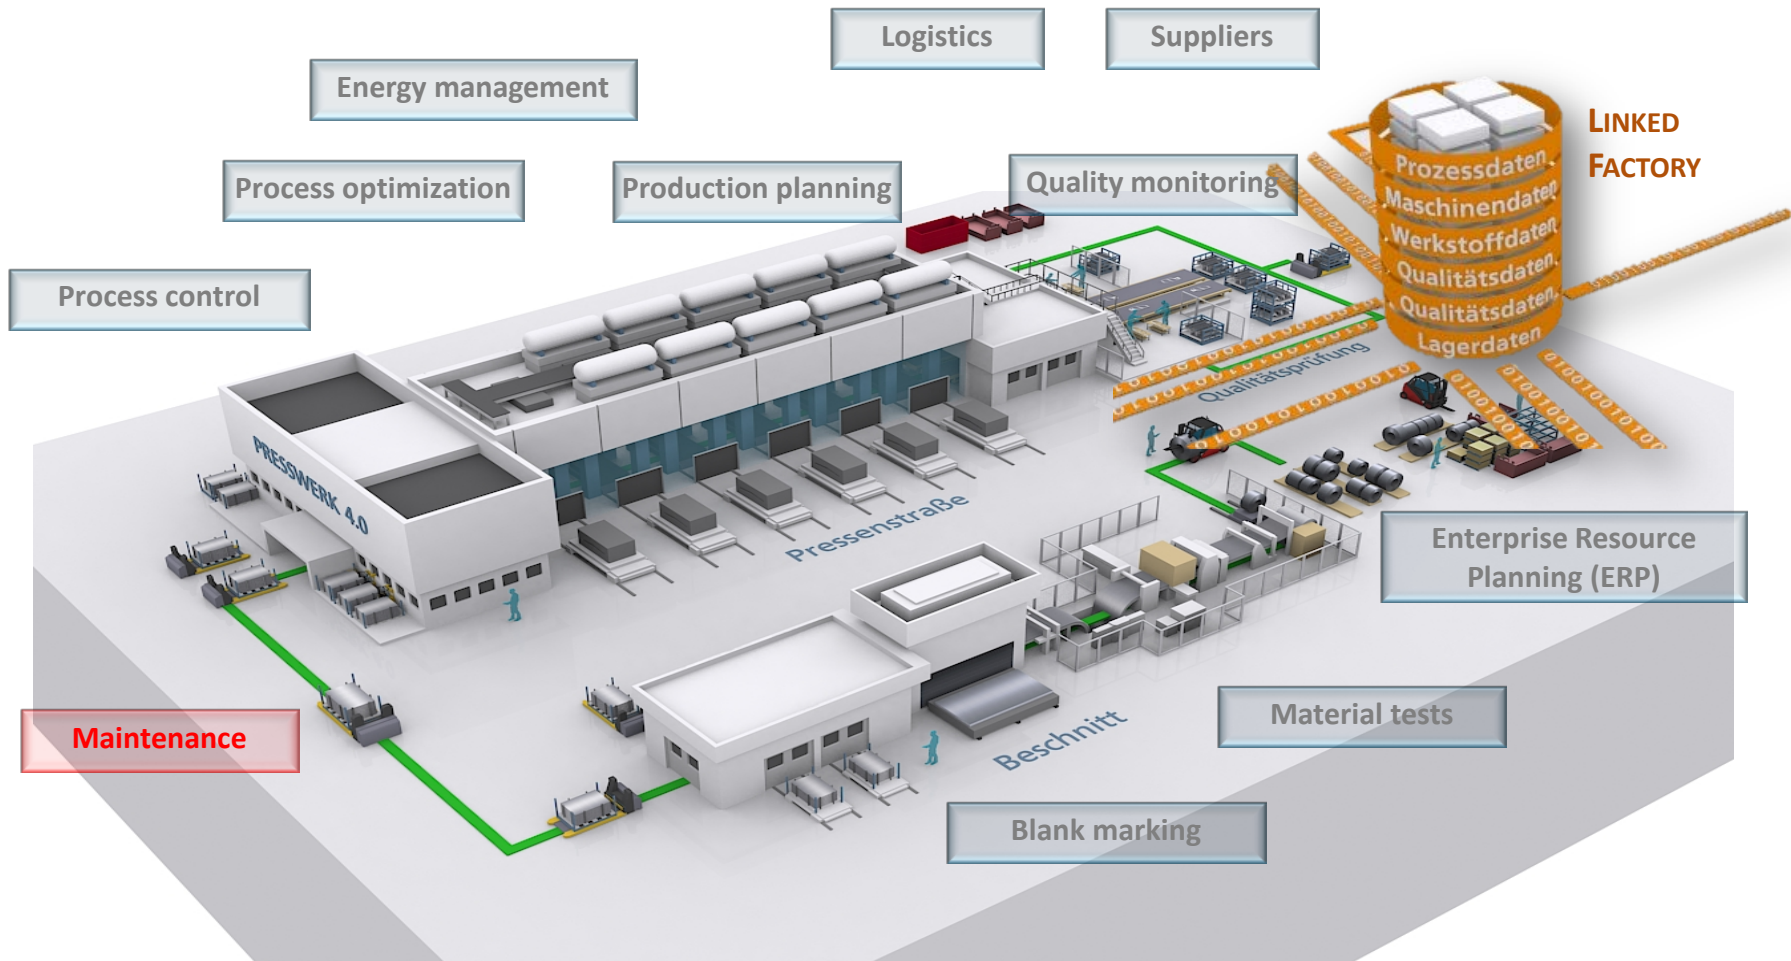 Logistics
Suppliers
Energy management
LINKED
FACTORY
Process optimization
Production planning
Quality monitoring
Prozessdaten
Maschinendaten
Werkstoffdaten
Qualitätsdaten
Qualitätsdaten
Lagerdaten
Process control
Qualitätsprüfung
PRESSWERK 4.0
Pressenstraße
Enterprise Resource
Planning (ERP)
Maintenance
Material tests
Beschnitt
Blank marking